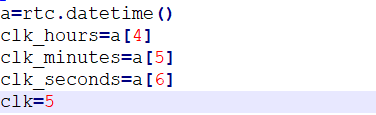 a=rtc.datetime()
clk_hours=a[4]
clk_minutes=a[5]
clk_seconds=a[6]
clk=5